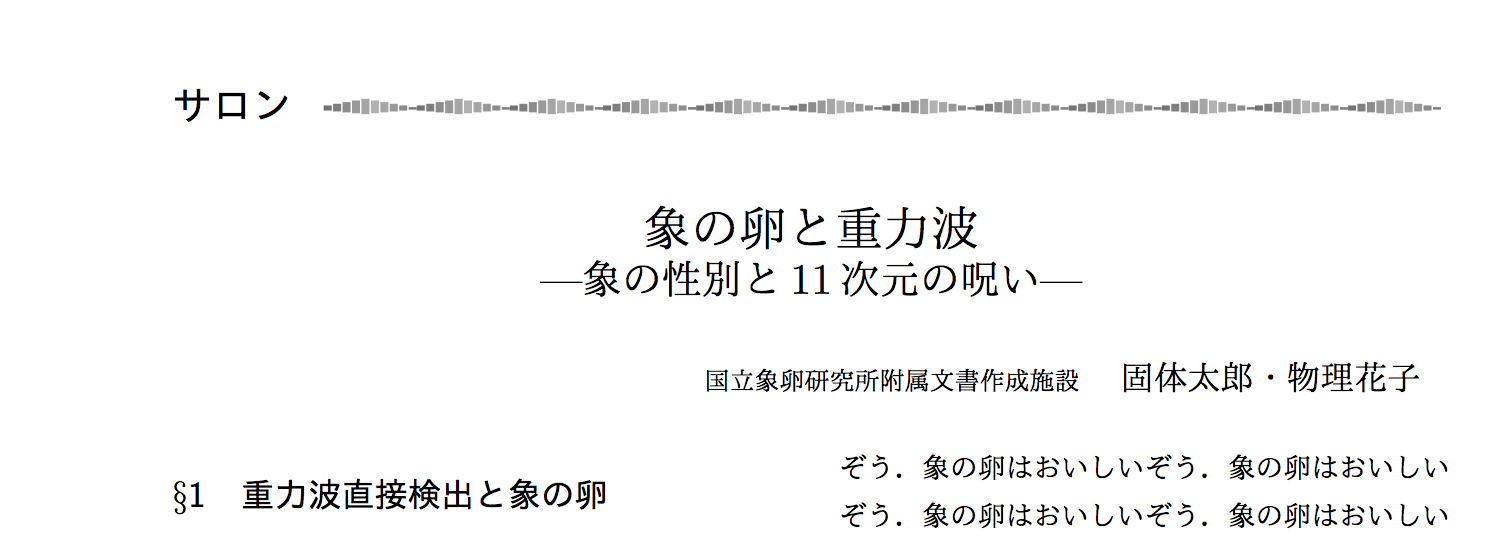 サロン
象の卵と重力波
―象の性別と 11 次元の呪い―
国立象卵研究所附属文書作成施設　固体太郎・物理花子
§1　重力波直接検出と象の卵
ぞう．象の卵はおいしいぞう．象の卵はおいしい
ぞう．象の卵はおいしいぞう．象の卵はおいしい